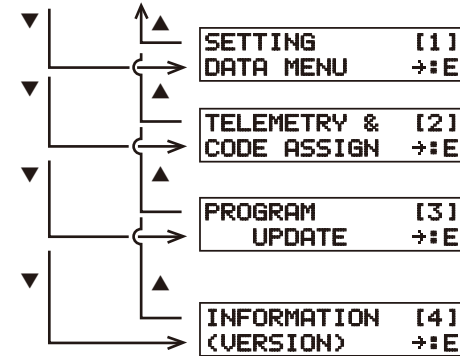 SETTING [1]
DATA MENU →:E
TELEMETRY & [2]
CODE ASSIGN →:E
PROGRAM [3]
UPDATE →:E
INFORMATION [4]
(VERSION) →:E